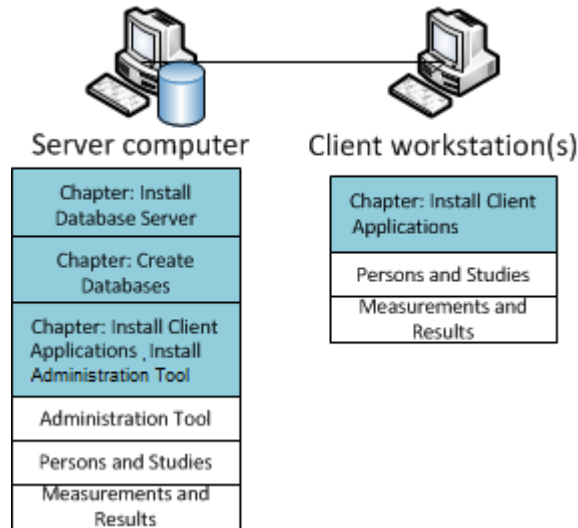 Server computer
Chapter: Install
Database Server
Chapter: Create
Databases
Chapter: Install Client
Applications , Install
Administration Tool
Administration Tool
Persons and Studies
Measurements and
Results
Client workstation(s)
Chapter: Install Client
Applications
Persons and Studies
Measurements and
Results